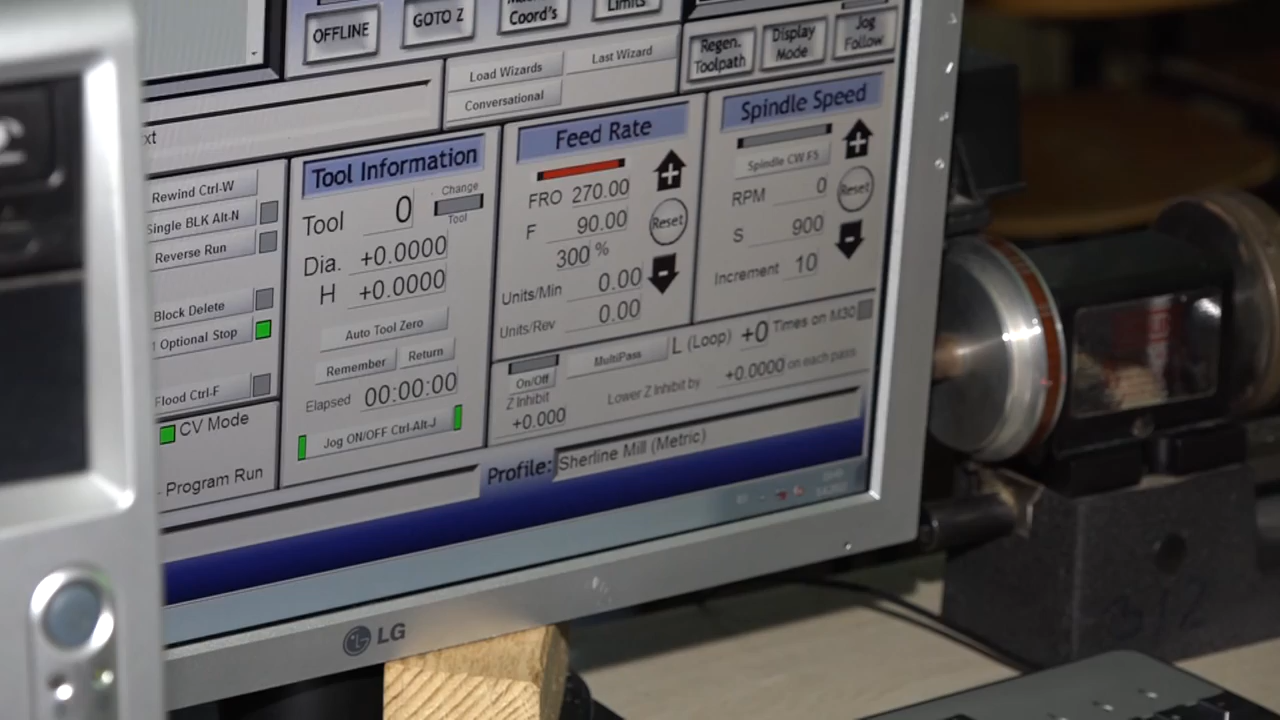 OFFLINE
GOTO Z
Coord's
Limits
Regen.
Toolpath
Display
Mode
Jog
Follow
Load Wizards
Last Wizard
Conversational
xt
Rewind Ctrl-W
Single BLK Alt-N
Reverse Run
Block Delete
1 Optional Stop
Flood Ctrl-F
CV Mode
Program Run
Tool Information
Tool 0
Change
Tool
Dia. +0.0000
H +0.0000
Auto Tool Zero
Remember Return
Elapsed 00:00:00
Jog ON/OFF Ctrl-Alt-J
Feed Rate
FRO 270.00
F 90.00
300 %
Reset
Units/Min 0.00
Units/Rev 0.00
Spindle Speed
Spindle CW F5
RPM 0
Reset
S 900
Increment 10
On/Off
Z Inhibit
+0.000
MultiPass
L (Loop) +0 Times on M30
Lower Z Inhibit by +0.0000 on each pass
Profile: Sherline Mill (Metric)
LG